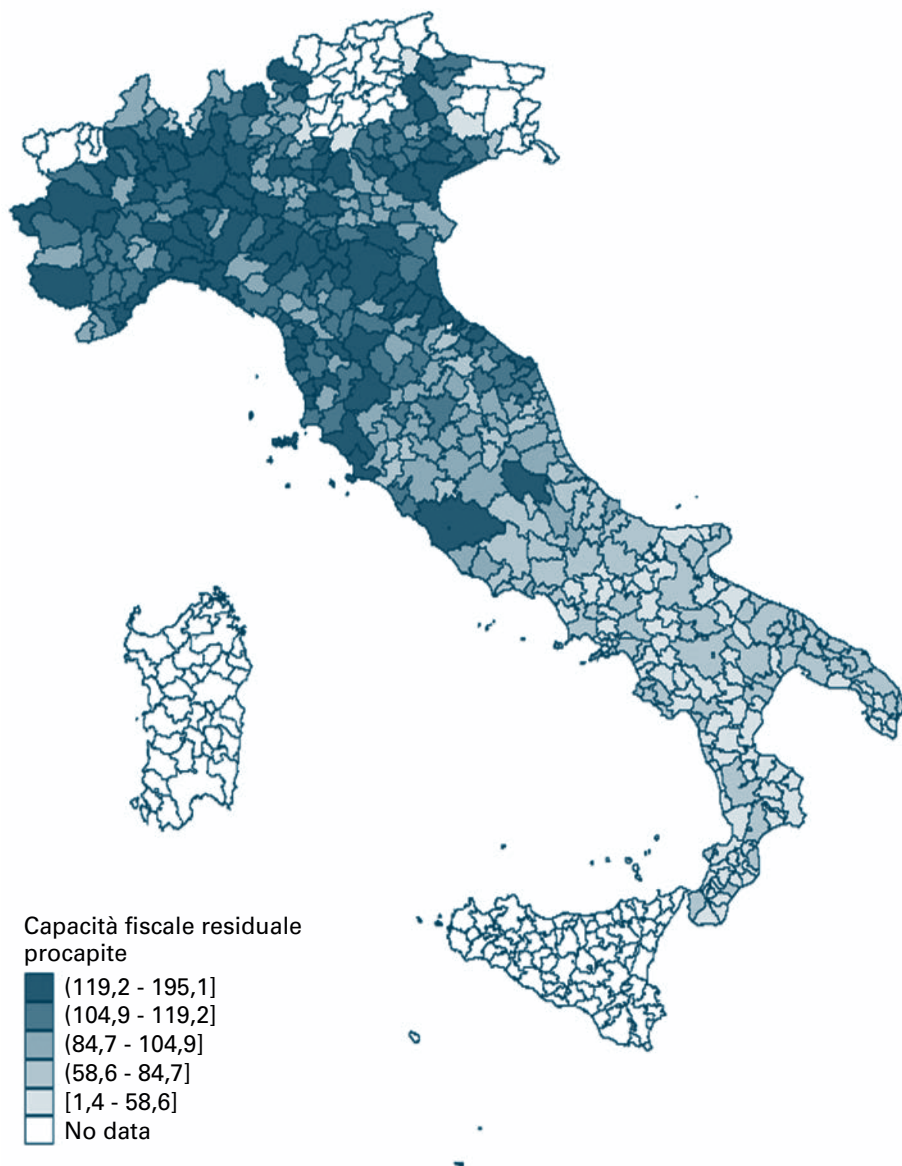 Capacità fiscale residuale
procapite
(119,2 - 195,1]
(104,9 - 119,2]
(84,7 - 104,9]
(58,6 - 84,7]
[1,4 - 58,6]
No data